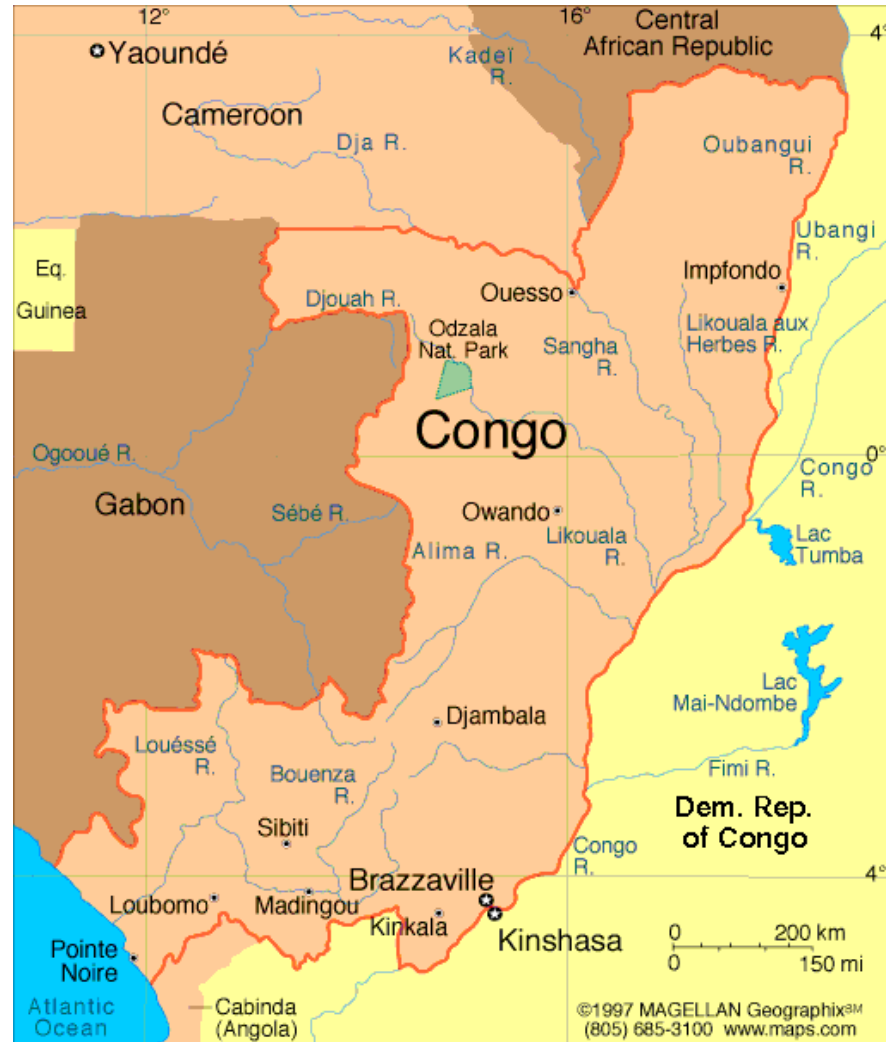 12°
16°
Central
African Republic
4°
Yaoundé
Kadeï
R.
Cameroon
Dja R.
Oubangui
R.
Ubangi
R.
Eq.
Guinea
Impfondo
Djouah R.
Ouesso
Odzala
Nat. Park
Sangha
R.
Likouala aux
Herbes R.
Congo
Ogooué R.
0°
Congo
R.
Gabon
Sébé R.
Owando
Likouala
R.
Alima R.
Lac
Tumba
Lac
Mai-Ndombe
Djambala
Louéssé
R.
Bouenza
R.
Fimi R.
Sibiti
Dem. Rep.
of Congo
Congo
R.
Brazzaville
4°
Loubomo
Madingou
Kinkala
Kinshasa
0 200 km
0 150 mi
Pointe
Noire
Atlantic
Ocean
Cabinda
(Angola)
©1997 MAGELLAN Geographix℠
(805) 685-3100 www.maps.com